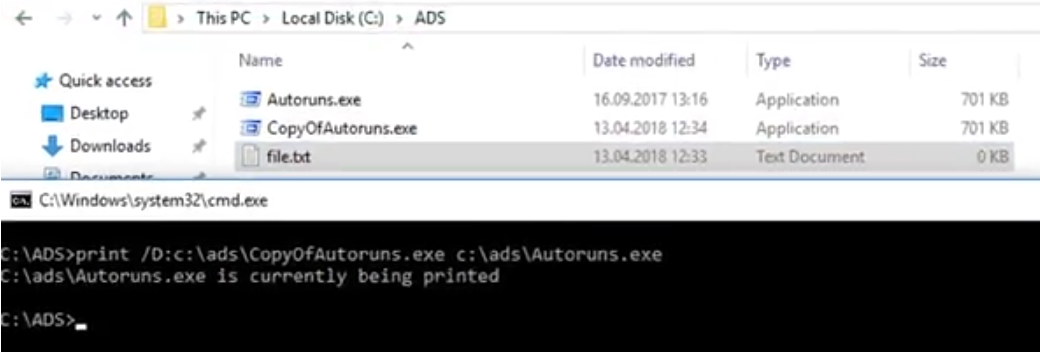 This PC > Local Disk (C:) > ADS
Name Date modified Type Size
Quick access
Desktop
Downloads
Documents
Autoruns.exe 16.09.2017 13:16 Application 701 KB
CopyOfAutoruns.exe 13.04.2018 12:34 Application 701 KB
file.txt 13.04.2018 12:33 Text Document 0 KB
C:\Windows\system32\cmd.exe
C:\ADS>print /D:c:\ads\CopyOfAutoruns.exe c:\ads\Autoruns.exe
C:\ads\Autoruns.exe is currently being printed
C:\ADS>_